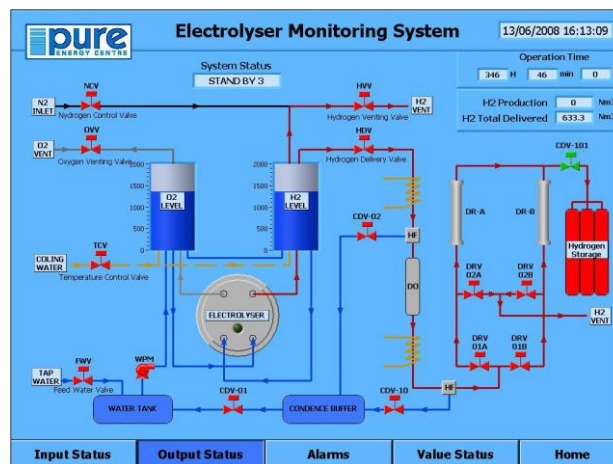 pure
ENERGY CENTRE
Electrolyser Monitoring System
13/06/2008 16:13:09
System Status
STAND BY 3
Operation Time
346 H 46 min 0
H2 Production 0 Nm3
H2 Total Delivered 633.3 Nm3
N2 INLET
NCV
Nydrogen Control Valve
HVV
Hydrogen Venting Valve
H2 VENT
O2 VENT
OVV
Oxygen Venting Valve
HDV
Hydrogen Delivery Valve
CDV-101
2000
1500
1000
500
0
O2 LEVEL
2000
1500
1000
500
0
H2 LEVEL
CDV-02
HF
DR-A
DR-B
Hydrogen Storage
COLING WATER
TCV
Temperature Control Valve
DO
DRV 02A
DRV 02B
H2 VENT
ELECTROLYSER
DRV 01A
DRV 01B
TAP WATER
FWV
Feed Water Valve
WPM
WATER TANK
CDV-01
CONDENCE BUFFER
CDV-10
HF
Input Status
Output Status
Alarms
Value Status
Home